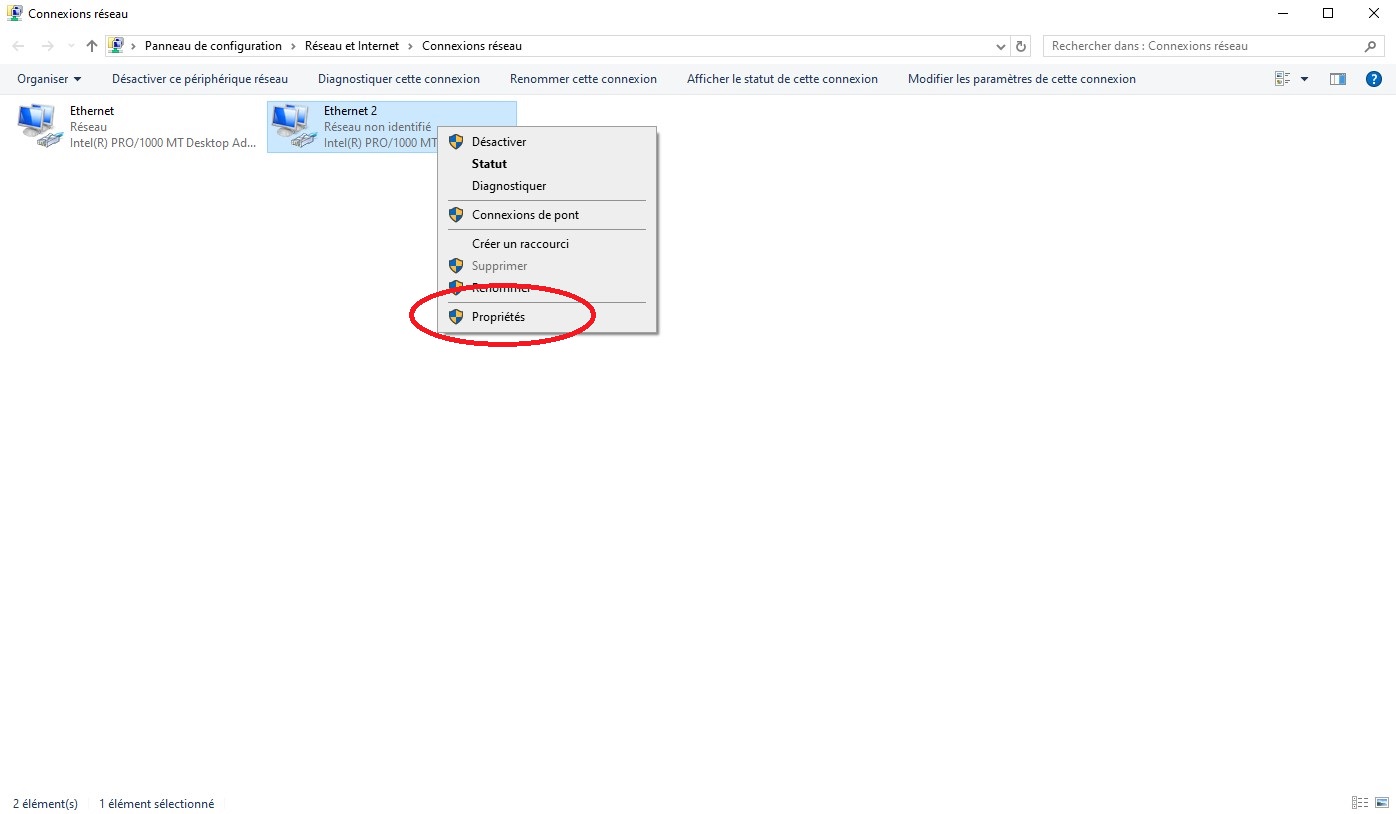 Connexions réseau
Panneau de configuration › Réseau et Internet › Connexions réseau
Rechercher dans : Connexions réseau
Organiser Désactiver ce périphérique réseau Diagnostiquer cette connexion Renommer cette connexion Afficher le statut de cette connexion Modifier les paramètres de cette connexion
Ethernet
Réseau
Intel(R) PRO/1000 MT Desktop Ad...
Ethernet 2
Réseau non identifié
Intel(R) PRO/1000 MT
Désactiver
Statut
Diagnostiquer
Connexions de pont
Créer un raccourci
Supprimer
Renommer
Propriétés
2 élément(s) 1 élément sélectionné